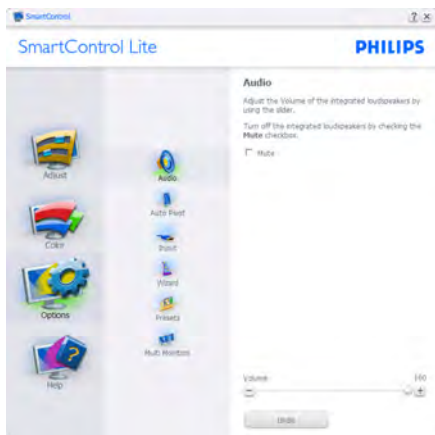 SmartControl
SmartControl Lite
PHILIPS
Adjust
Color
Options
Help
Audio
Auto Pivot
Input
Wizard
Presets
Multi Monitors
Audio
Adjust the Volume of the integrated loudspeakers by
using the slider.
Turn off the integrated loudspeakers by checking the
Mute checkbox.
Mute
Volume
100
Undo